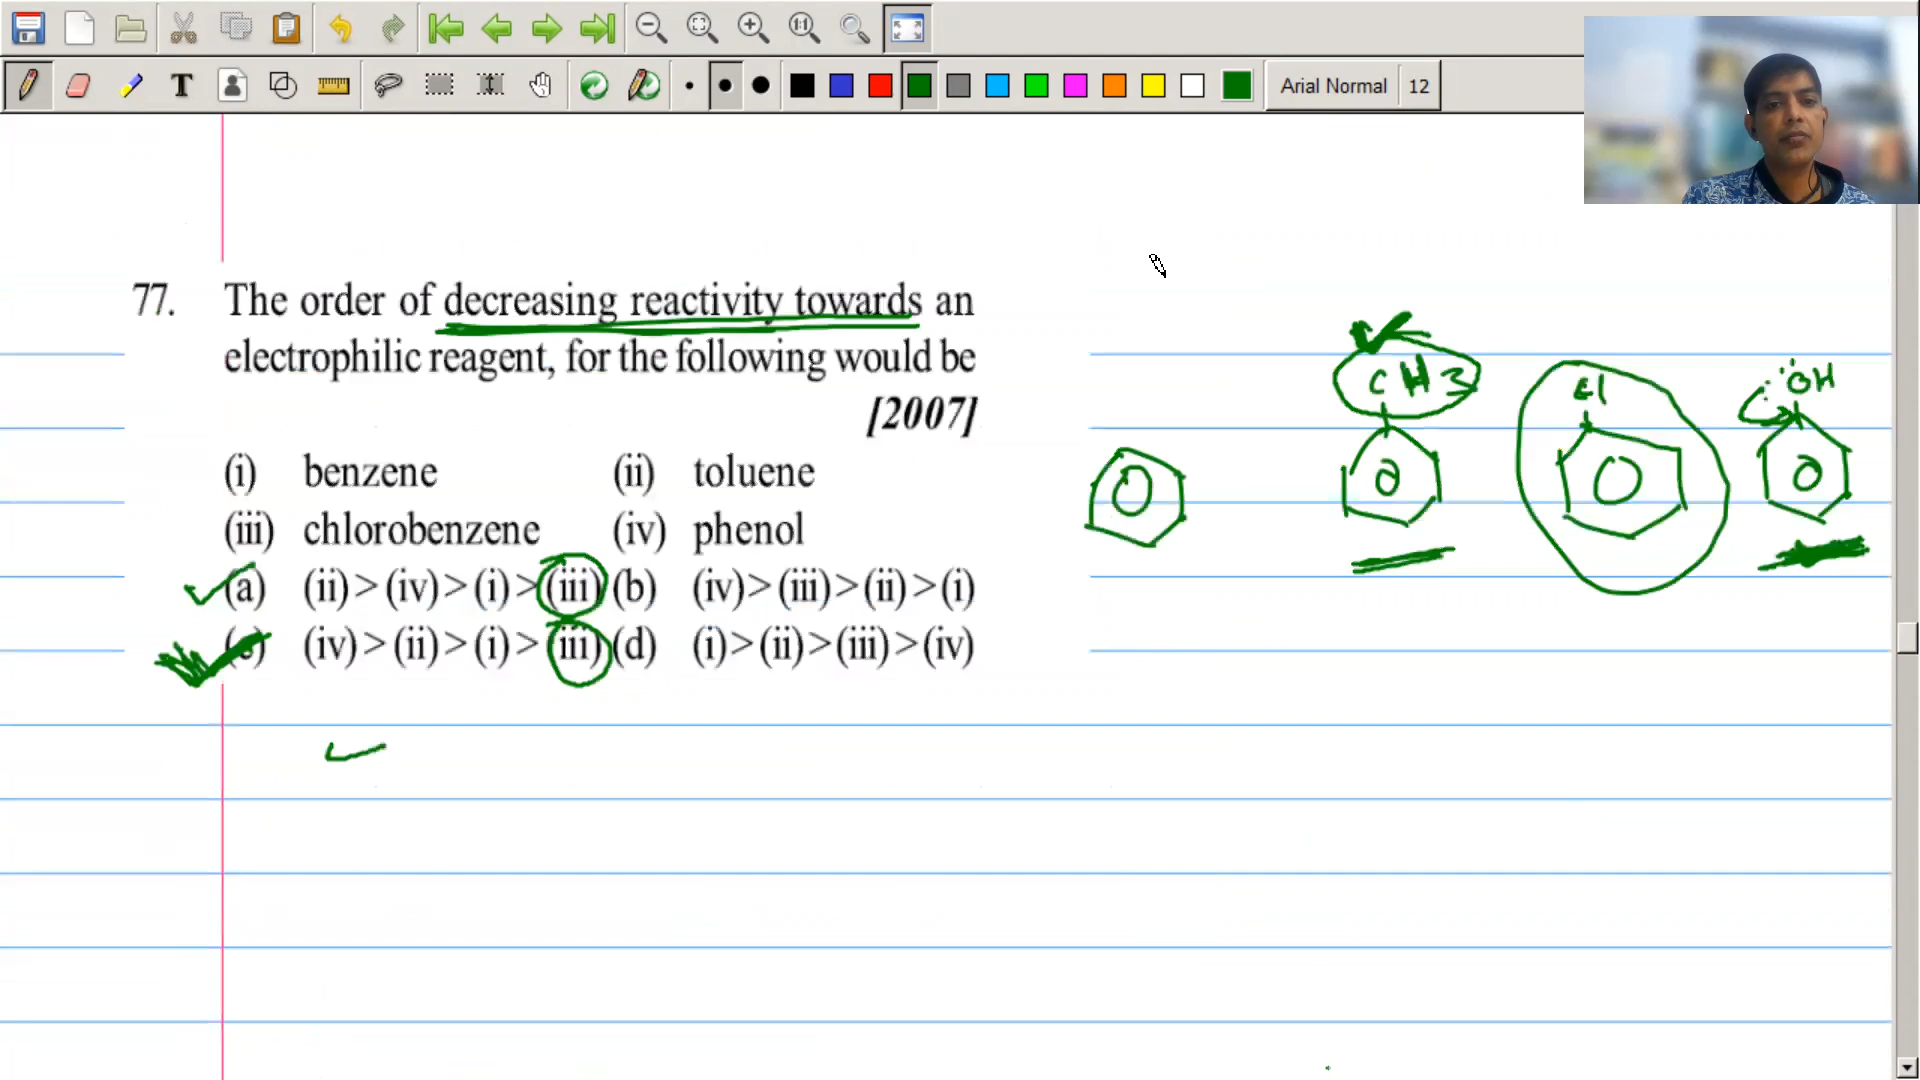 T Arial Normal 12
77. The order of decreasing reactivity towards an
electrophilic reagent, for the following would be
[2007]
(i) benzene (ii) toluene
(iii) chlorobenzene (iv) phenol
(a) (ii) > (iv) > (i) > (iii) (b) (iv) > (iii) > (ii) > (i)
(c) (iv) > (ii) > (i) > (iii) (d) (i) > (ii) > (iii) > (iv)
CH3 Cl OH